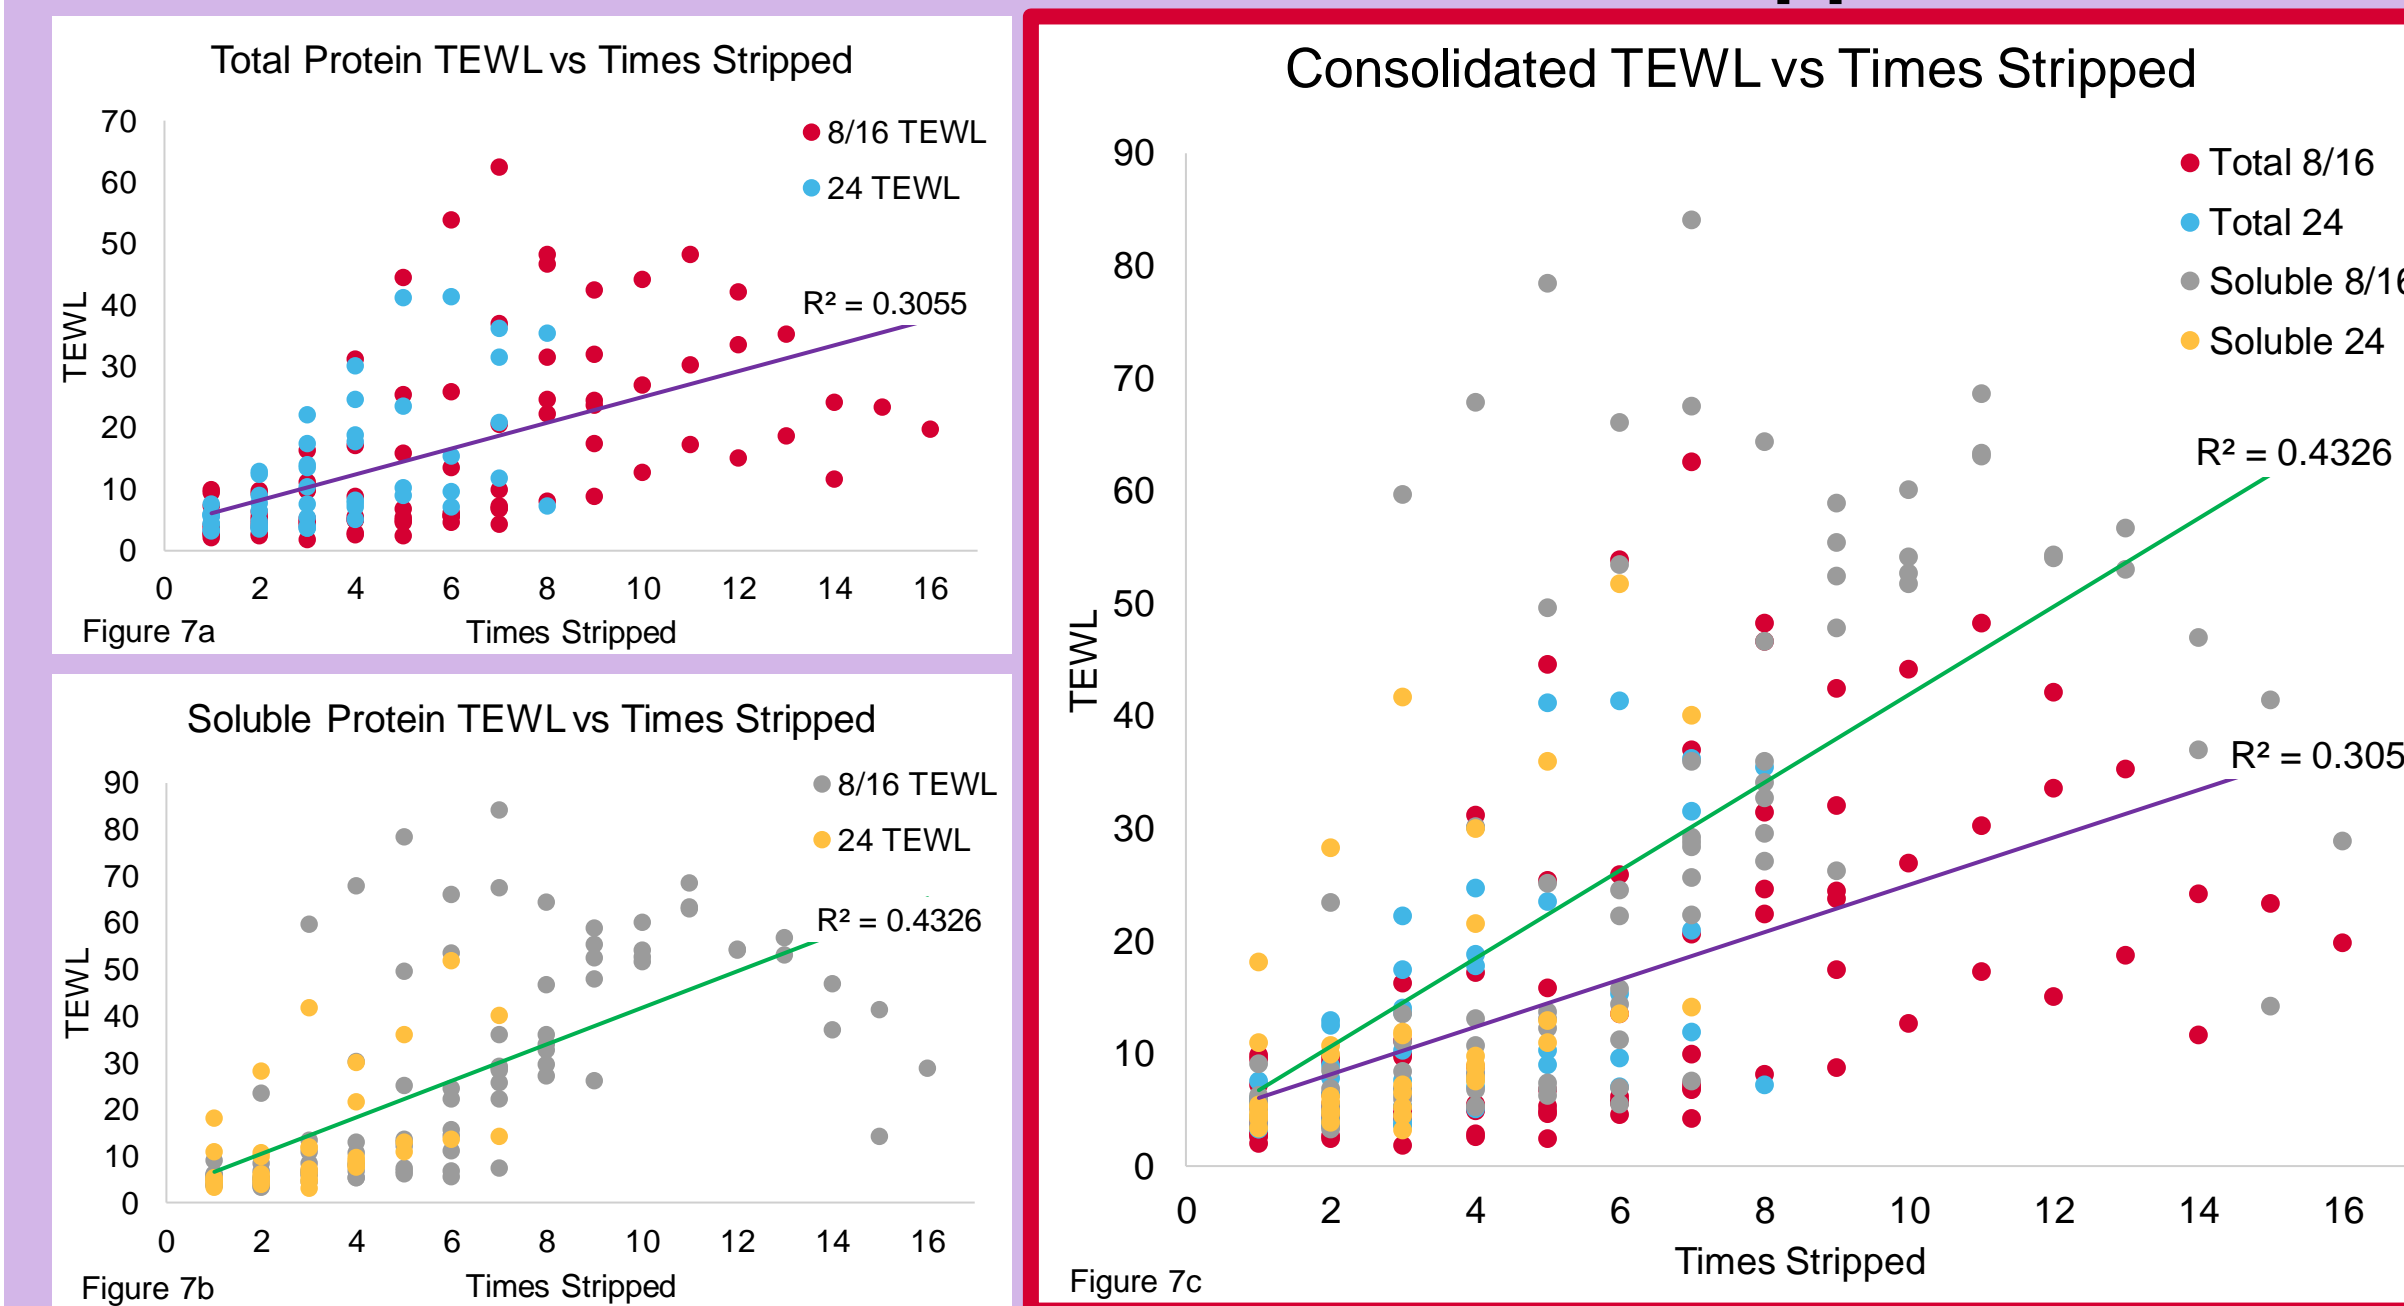 Total Protein TEWL vs Times Stripped
70
60
50
40
30
20
10
0
TEWL
8/16 TEWL
24 TEWL
R² = 0.3055
0 2 4 6 8 10 12 14 16
Times Stripped
Figure 7a
Soluble Protein TEWL vs Times Stripped
90
80
70
60
50
40
30
20
10
0
TEWL
8/16 TEWL
24 TEWL
R² = 0.4326
0 2 4 6 8 10 12 14 16
Times Stripped
Figure 7b
Consolidated TEWL vs Times Stripped
90
80
70
60
50
40
30
20
10
0
TEWL
Total 8/16
Total 24
Soluble 8/16
Soluble 24
R² = 0.4326
R² = 0.305
0 2 4 6 8 10 12 14 16
Times Stripped
Figure 7c